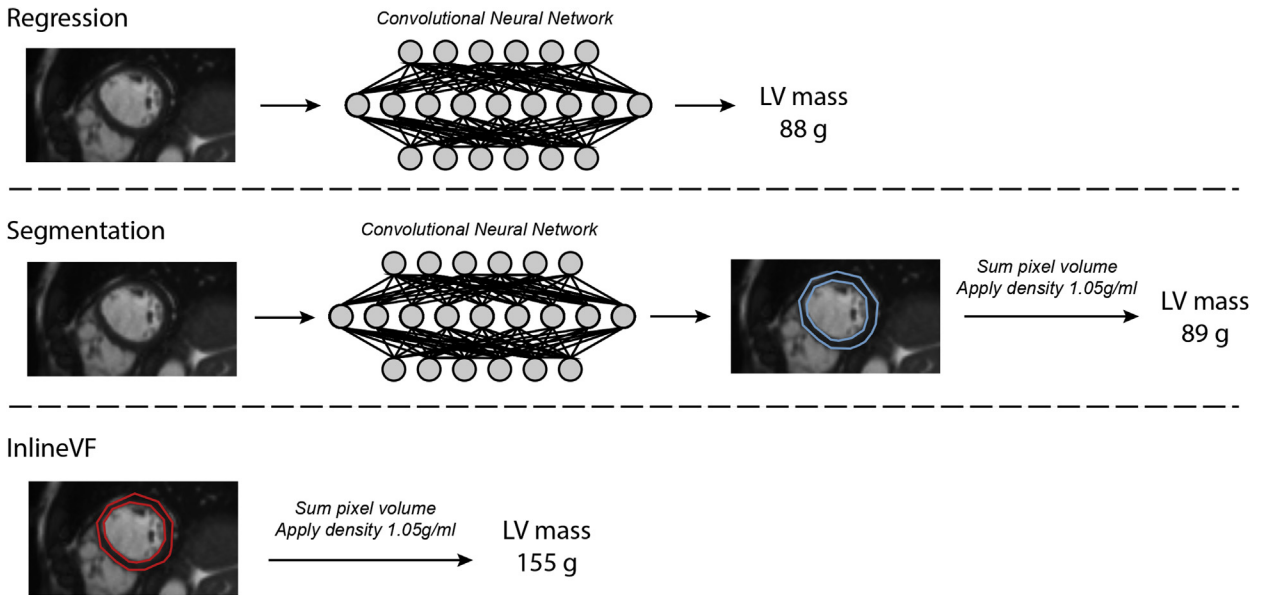 Regression
Convolutional Neural Network
LV mass
88 g
Segmentation
Convolutional Neural Network
Sum pixel volume
Apply density 1.05g/ml
LV mass
89 g
InlineVF
Sum pixel volume
Apply density 1.05g/ml
LV mass
155 g